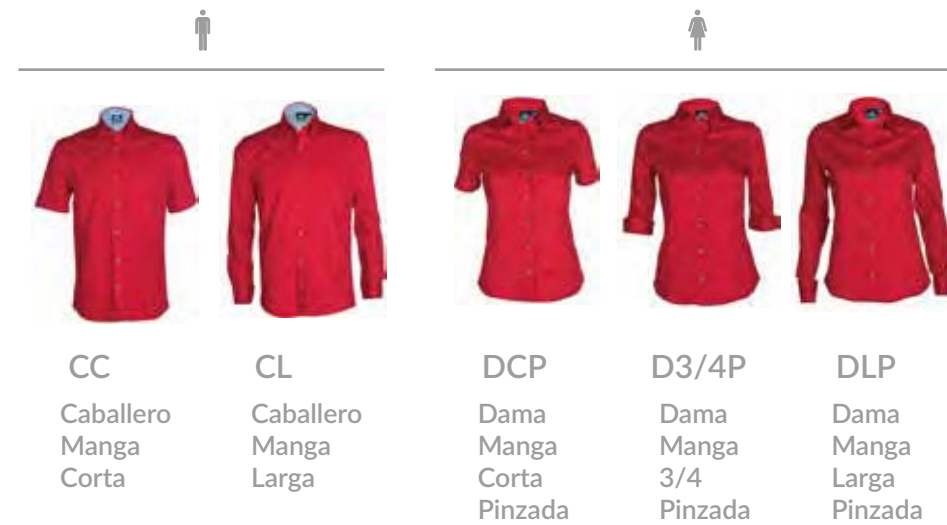 CC
Caballero
Manga
Corta
CL
Caballero
Manga
Larga
DCP
Dama
Manga
Corta
Pinzada
D3/4P
Dama
Manga
3/4
Pinzada
DLP
Dama
Manga
Larga
Pinzada